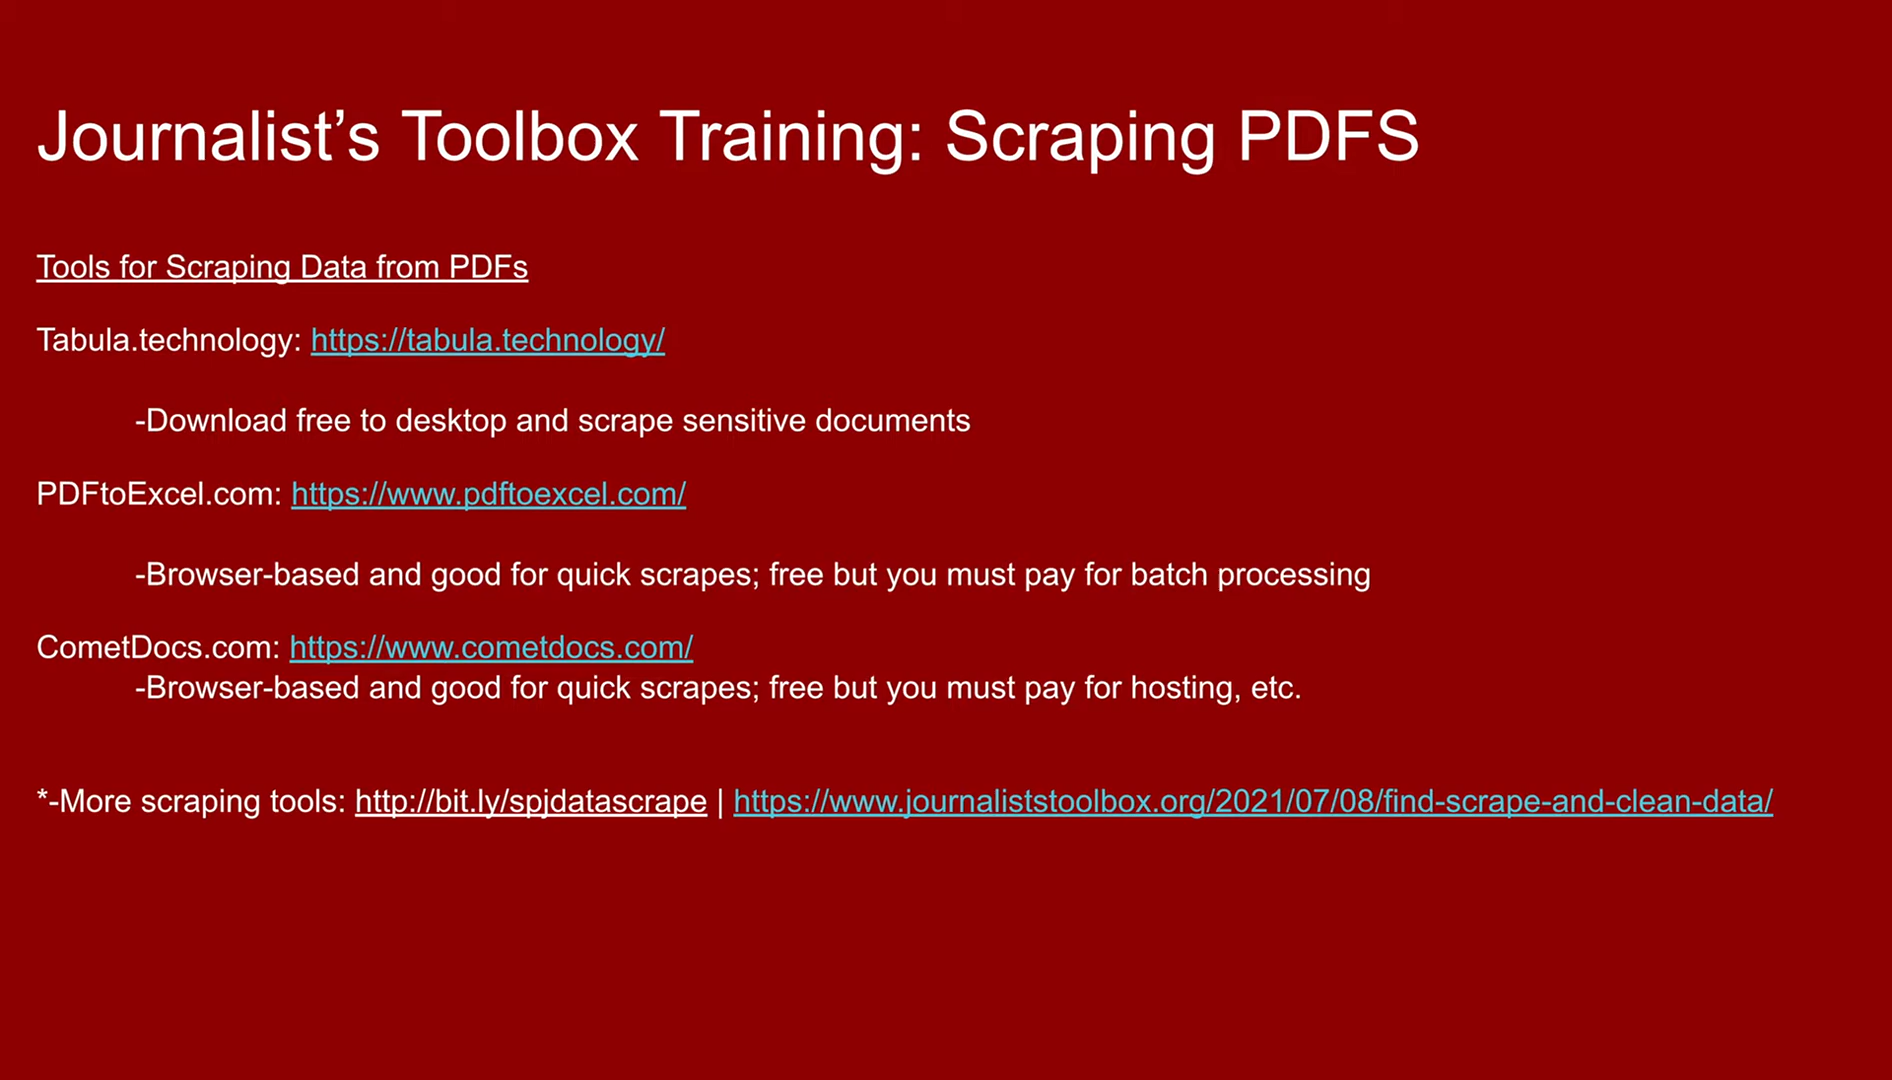 Journalist’s Toolbox Training: Scraping PDFS
Tools for Scraping Data from PDFs
Tabula.technology: https://tabula.technology/
-Download free to desktop and scrape sensitive documents
PDFtoExcel.com: https://www.pdftoexcel.com/
-Browser-based and good for quick scrapes; free but you must pay for batch processing
CometDocs.com: https://www.cometdocs.com/
-Browser-based and good for quick scrapes; free but you must pay for hosting, etc.
*-More scraping tools: http://bit.ly/spjdatascrape | https://www.journaliststoolbox.org/2021/07/08/find-scrape-and-clean-data/